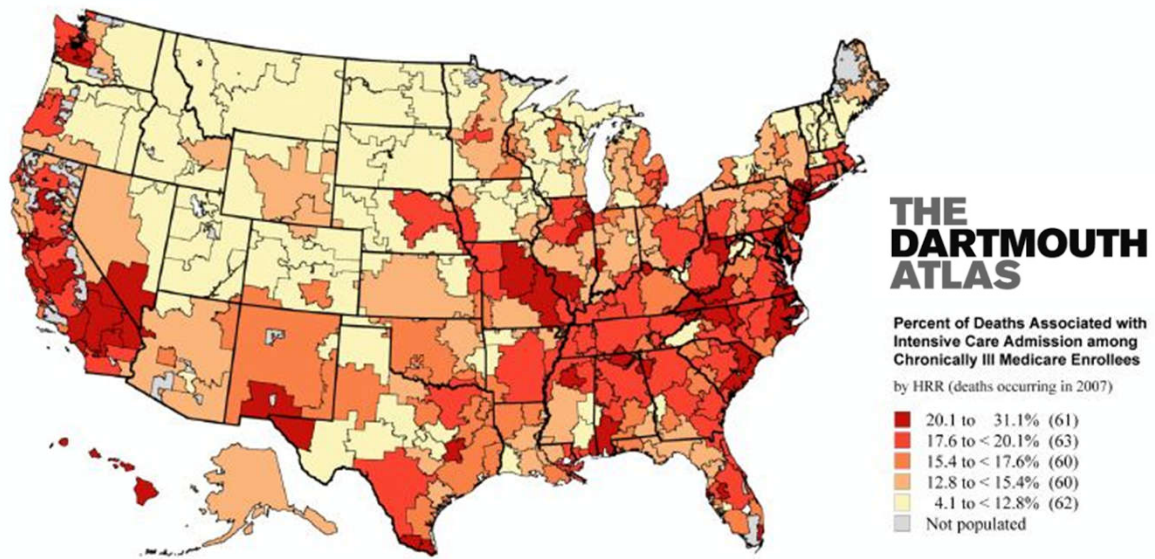 THE
DARTMOUTH
ATLAS
Percent of Deaths Associated with
Intensive Care Admission among
Chronically Ill Medicare Enrollees
by HRR (deaths occurring in 2007)
20.1 to 31.1% (61)
17.6 to < 20.1% (63)
15.4 to < 17.6% (60)
12.8 to < 15.4% (60)
4.1 to < 12.8% (62)
Not populated